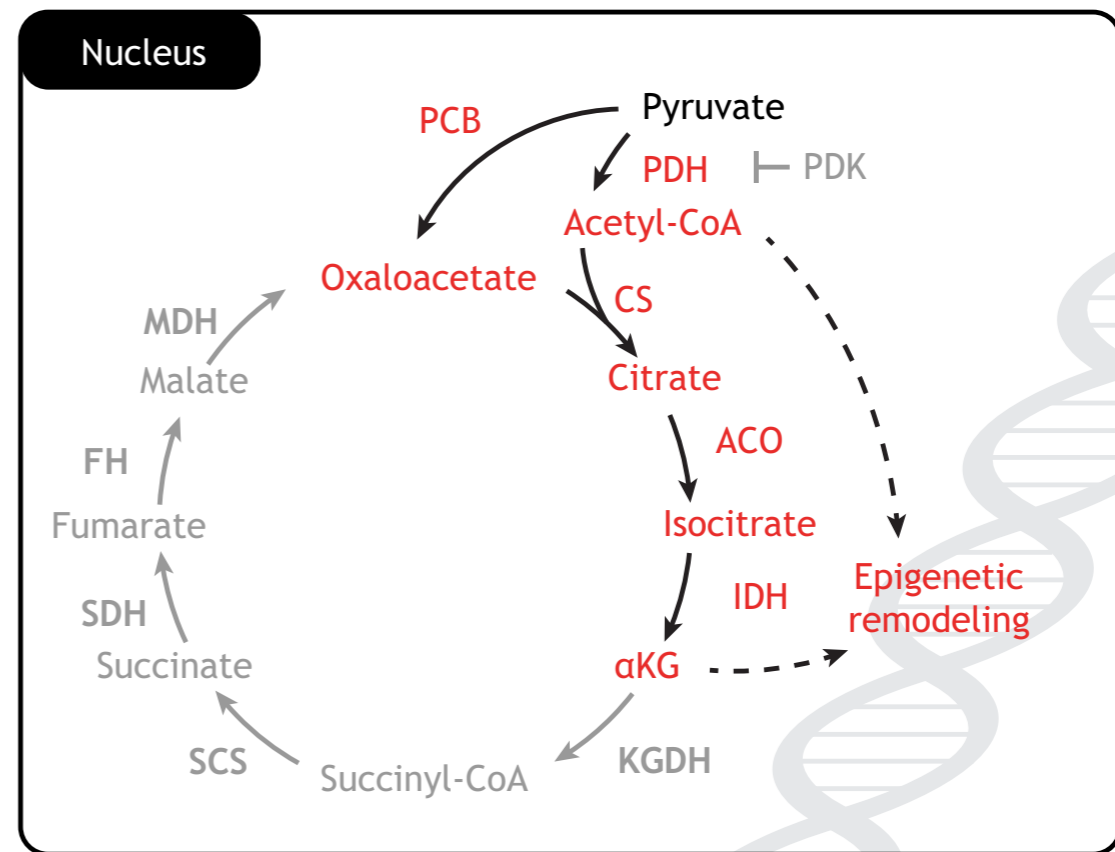 Nucleus
Pyruvate
PCB
PDH
PDK
Acetyl-CoA
Oxaloacetate
CS
MDH
Malate
Citrate
ACO
FH
Fumarate
Isocitrate
Epigenetic
remodeling
IDH
SDH
Succinate
αKG
SCS
Succinyl-CoA
KGDH